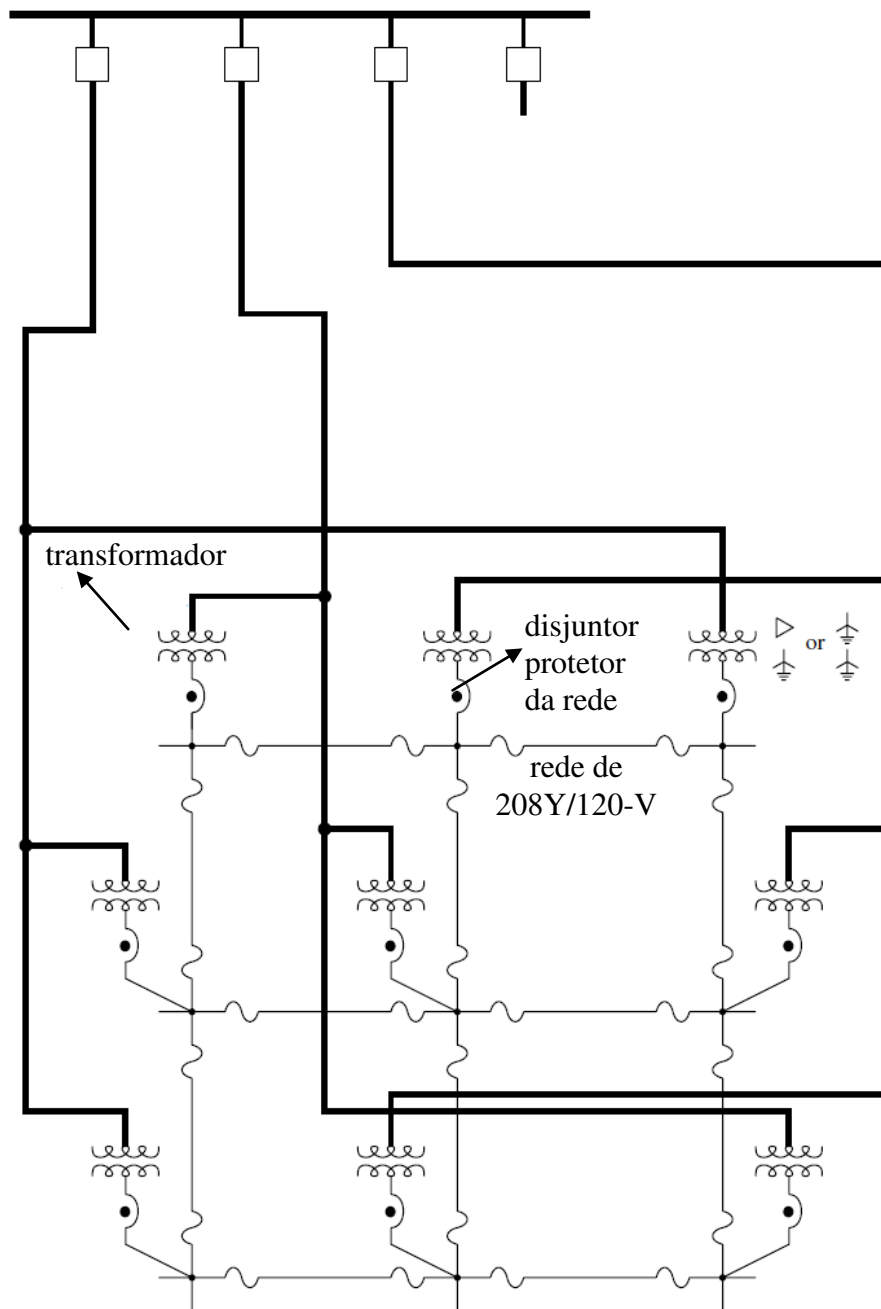 transformador
disjuntor
protetor
da rede
or
rede de
208Y/120-V